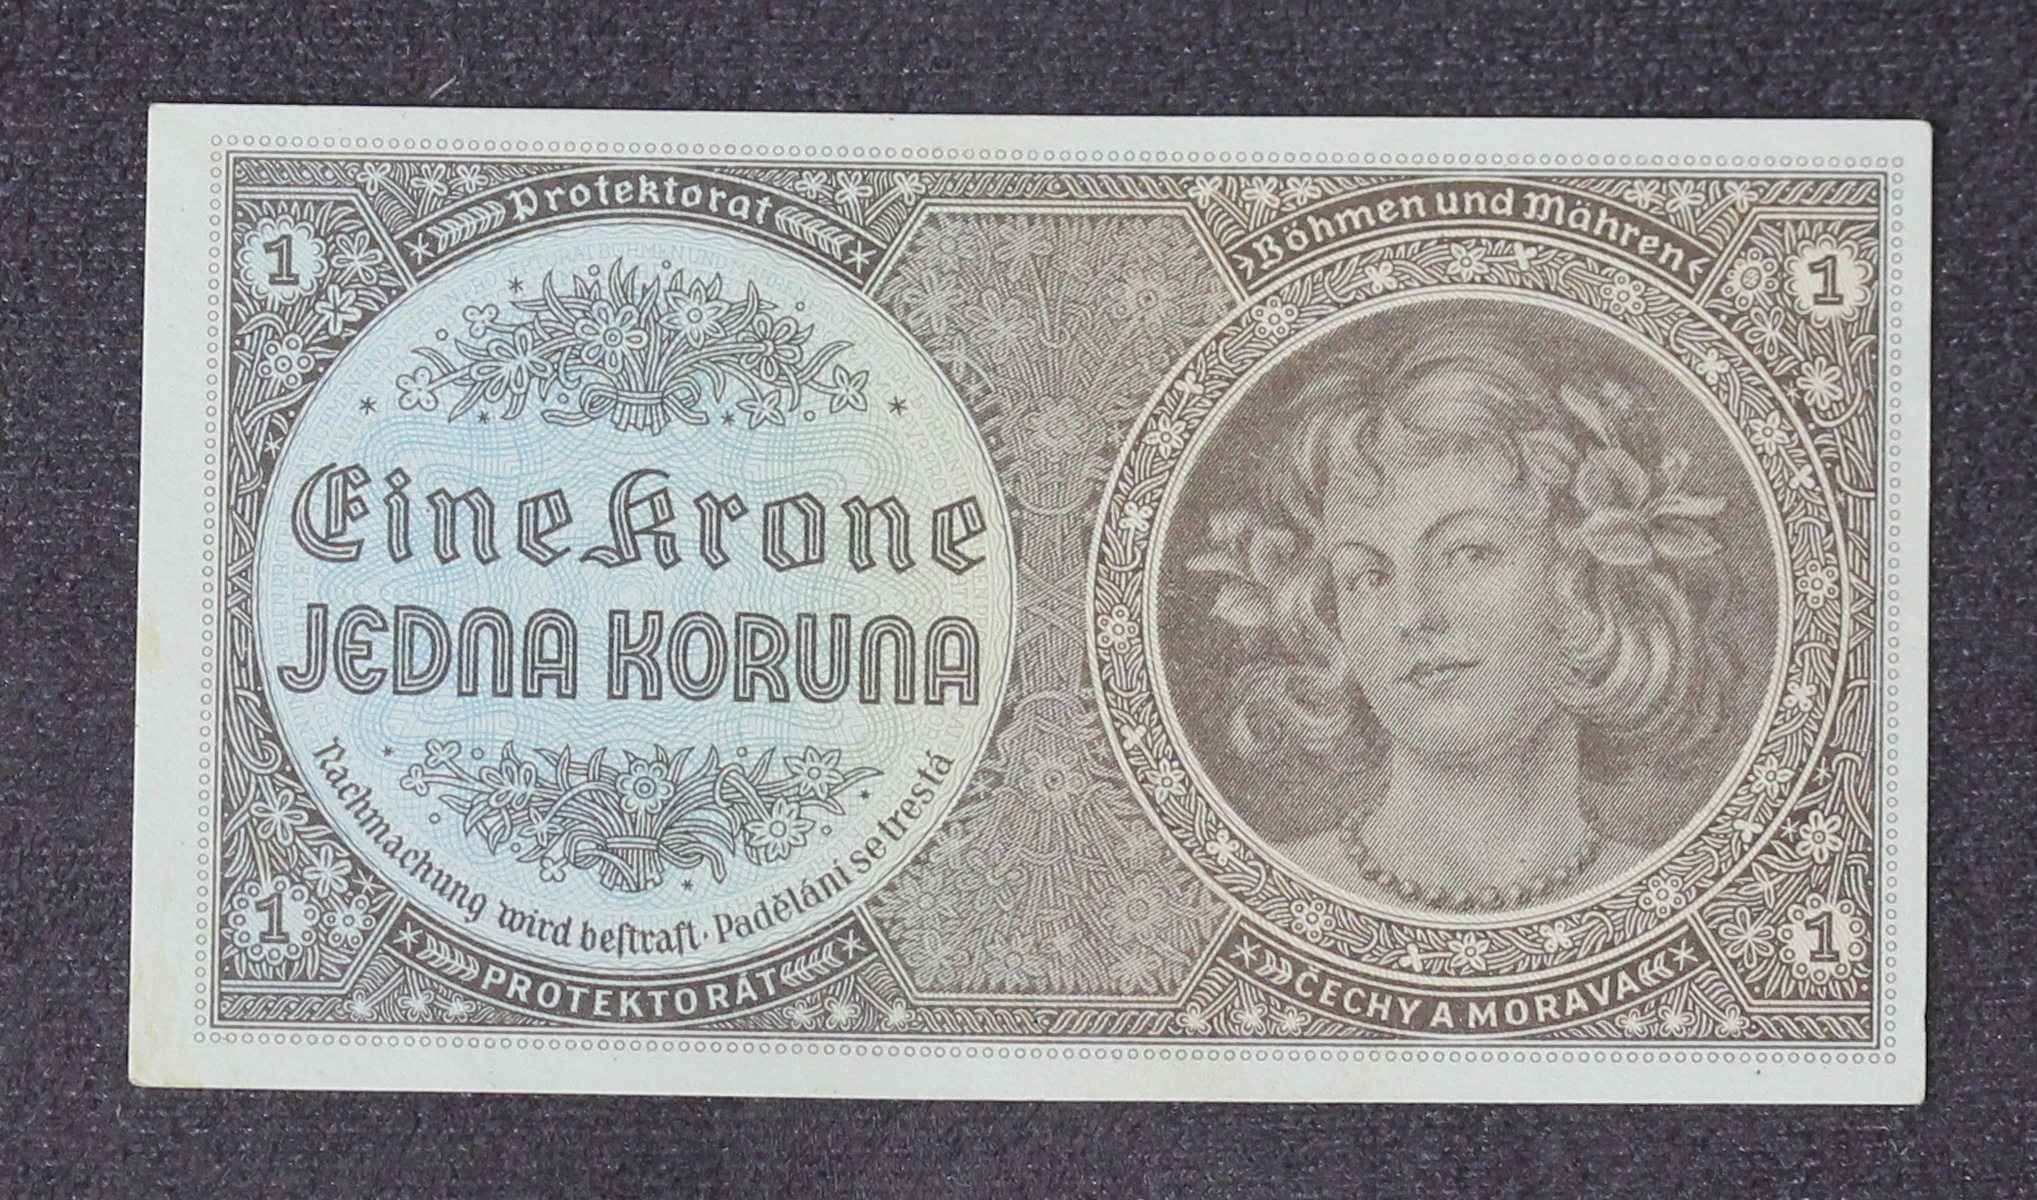 Protektorat
Böhmen und Mähren
1
1
Eine Krone
JEDNA KORUNA
Nachmachung wird bestraft · Padělání se trestá
1
1
PROTEKTORÁT
ČECHY A MORAVA